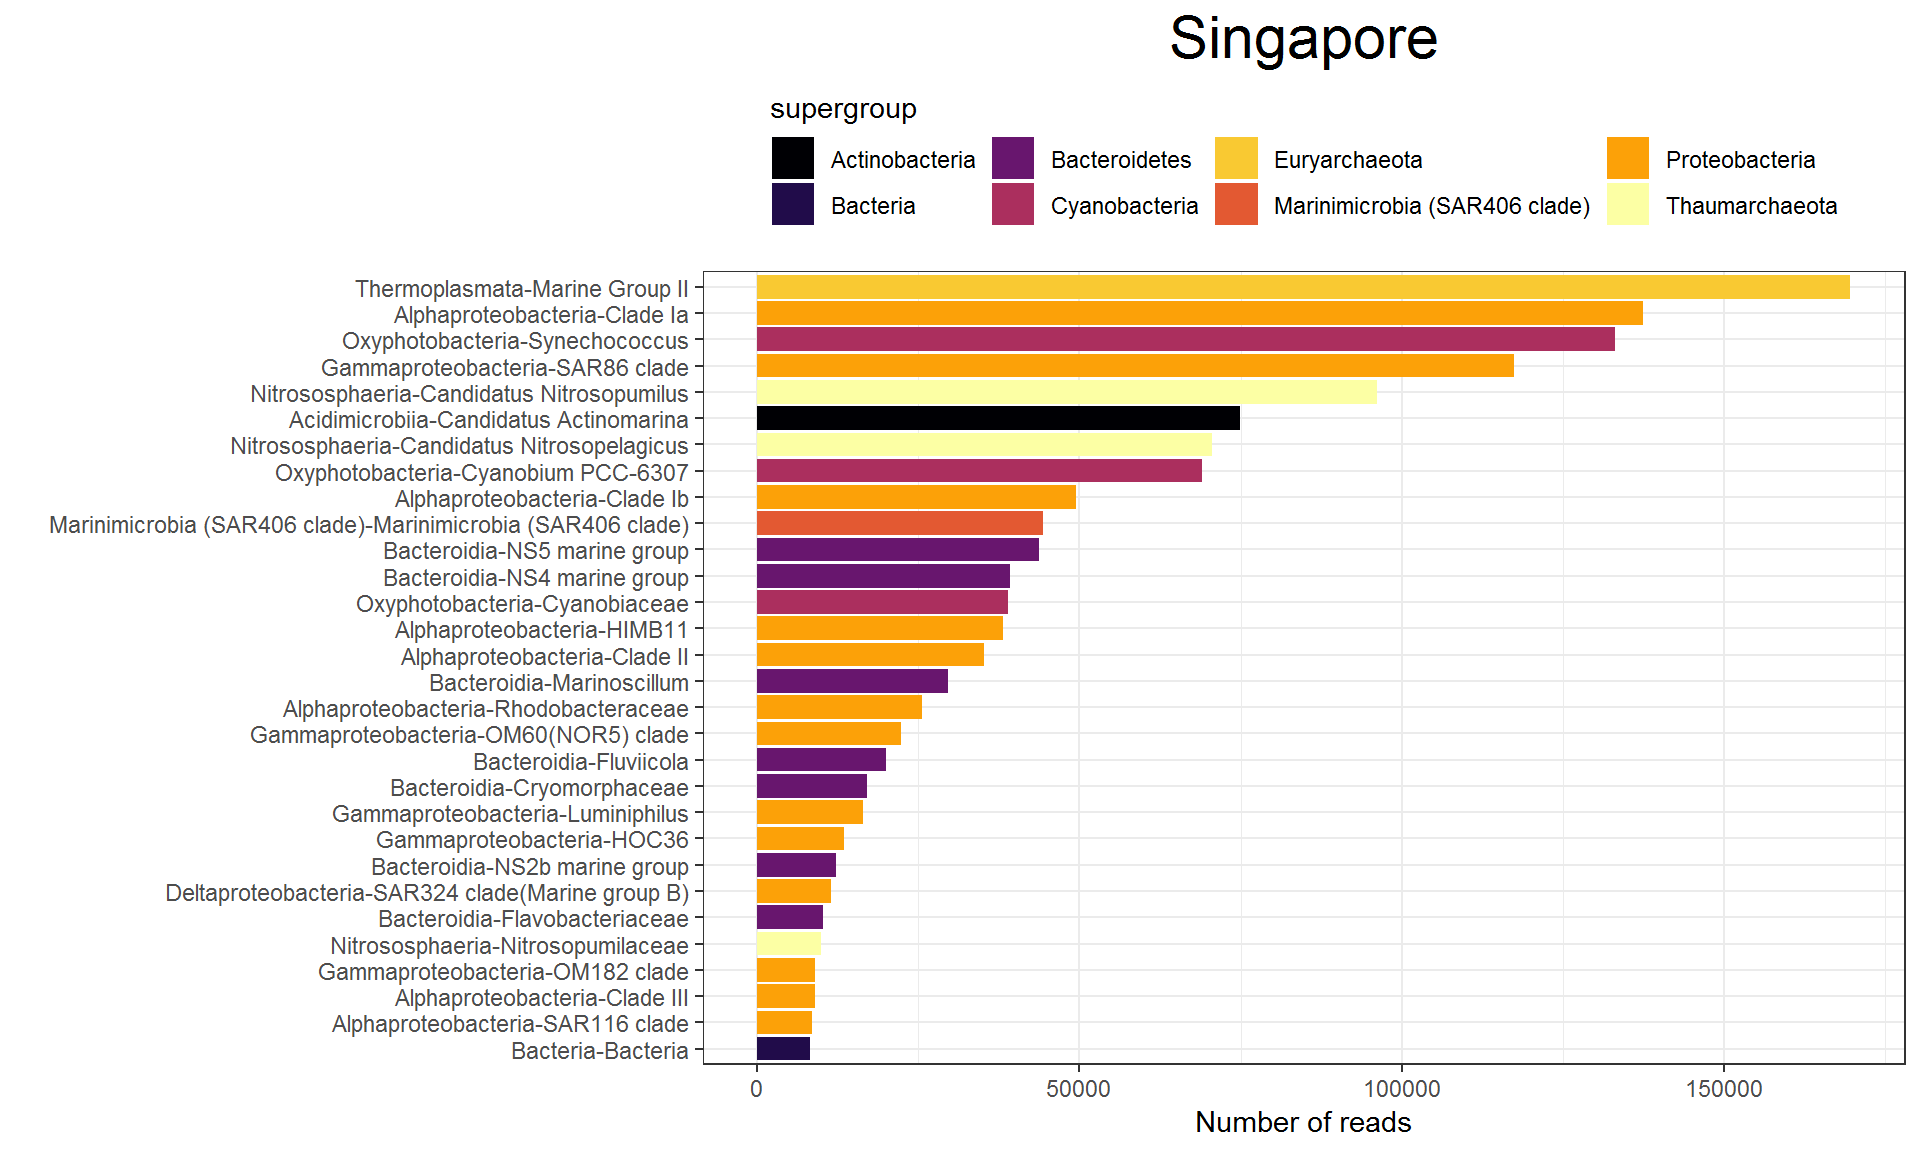 Singapore
supergroup
Actinobacteria Bacteroidetes Euryarchaeota Proteobacteria
Bacteria Cyanobacteria Marinimicrobia (SAR406 clade) Thaumarchaeota
Thermoplasmata-Marine Group II
Alphaproteobacteria-Clade Ia
Oxyphotobacteria-Synechococcus
Gammaproteobacteria-SAR86 clade
Nitrososphaeria-Candidatus Nitrosopumilus
Acidimicrobiia-Candidatus Actinomarina
Nitrososphaeria-Candidatus Nitrosopelagicus
Oxyphotobacteria-Cyanobium PCC-6307
Alphaproteobacteria-Clade Ib
Marinimicrobia (SAR406 clade)-Marinimicrobia (SAR406 clade)
Bacteroidia-NS5 marine group
Bacteroidia-NS4 marine group
Oxyphotobacteria-Cyanobiaceae
Alphaproteobacteria-HIMB11
Alphaproteobacteria-Clade II
Bacteroidia-Marinoscillum
Alphaproteobacteria-Rhodobacteraceae
Gammaproteobacteria-OM60(NOR5) clade
Bacteroidia-Fluviicola
Bacteroidia-Cryomorphaceae
Gammaproteobacteria-Luminiphilus
Gammaproteobacteria-HOC36
Bacteroidia-NS2b marine group
Deltaproteobacteria-SAR324 clade(Marine group B)
Bacteroidia-Flavobacteriaceae
Nitrososphaeria-Nitrosopumilaceae
Gammaproteobacteria-OM182 clade
Alphaproteobacteria-Clade III
Alphaproteobacteria-SAR116 clade
Bacteria-Bacteria
0 50000 100000 150000
Number of reads